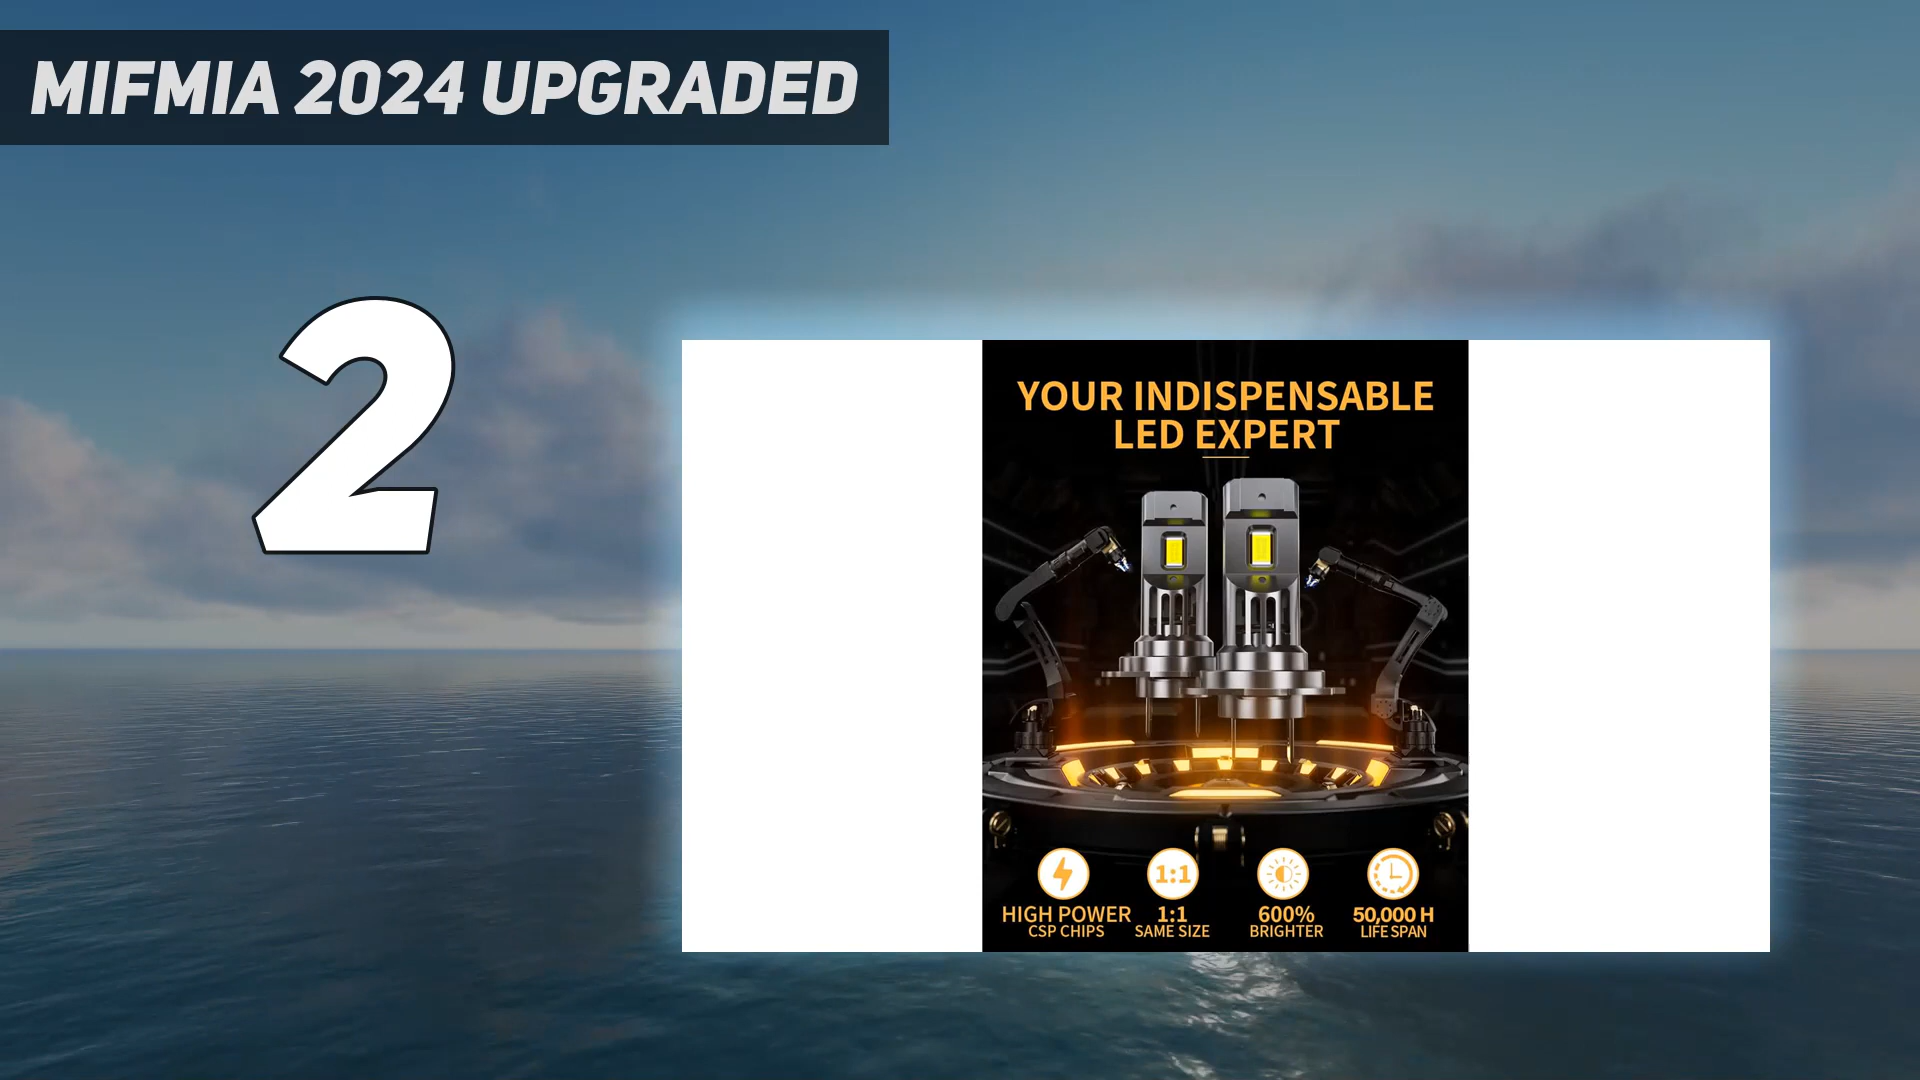 MIFMIA 2024 UPGRADED
2
YOUR INDISPENSABLE
LED EXPERT
1:1
HIGH POWER
CSP CHIPS
1:1
SAME SIZE
600%
BRIGHTER
50,000 H
LIFE SPAN